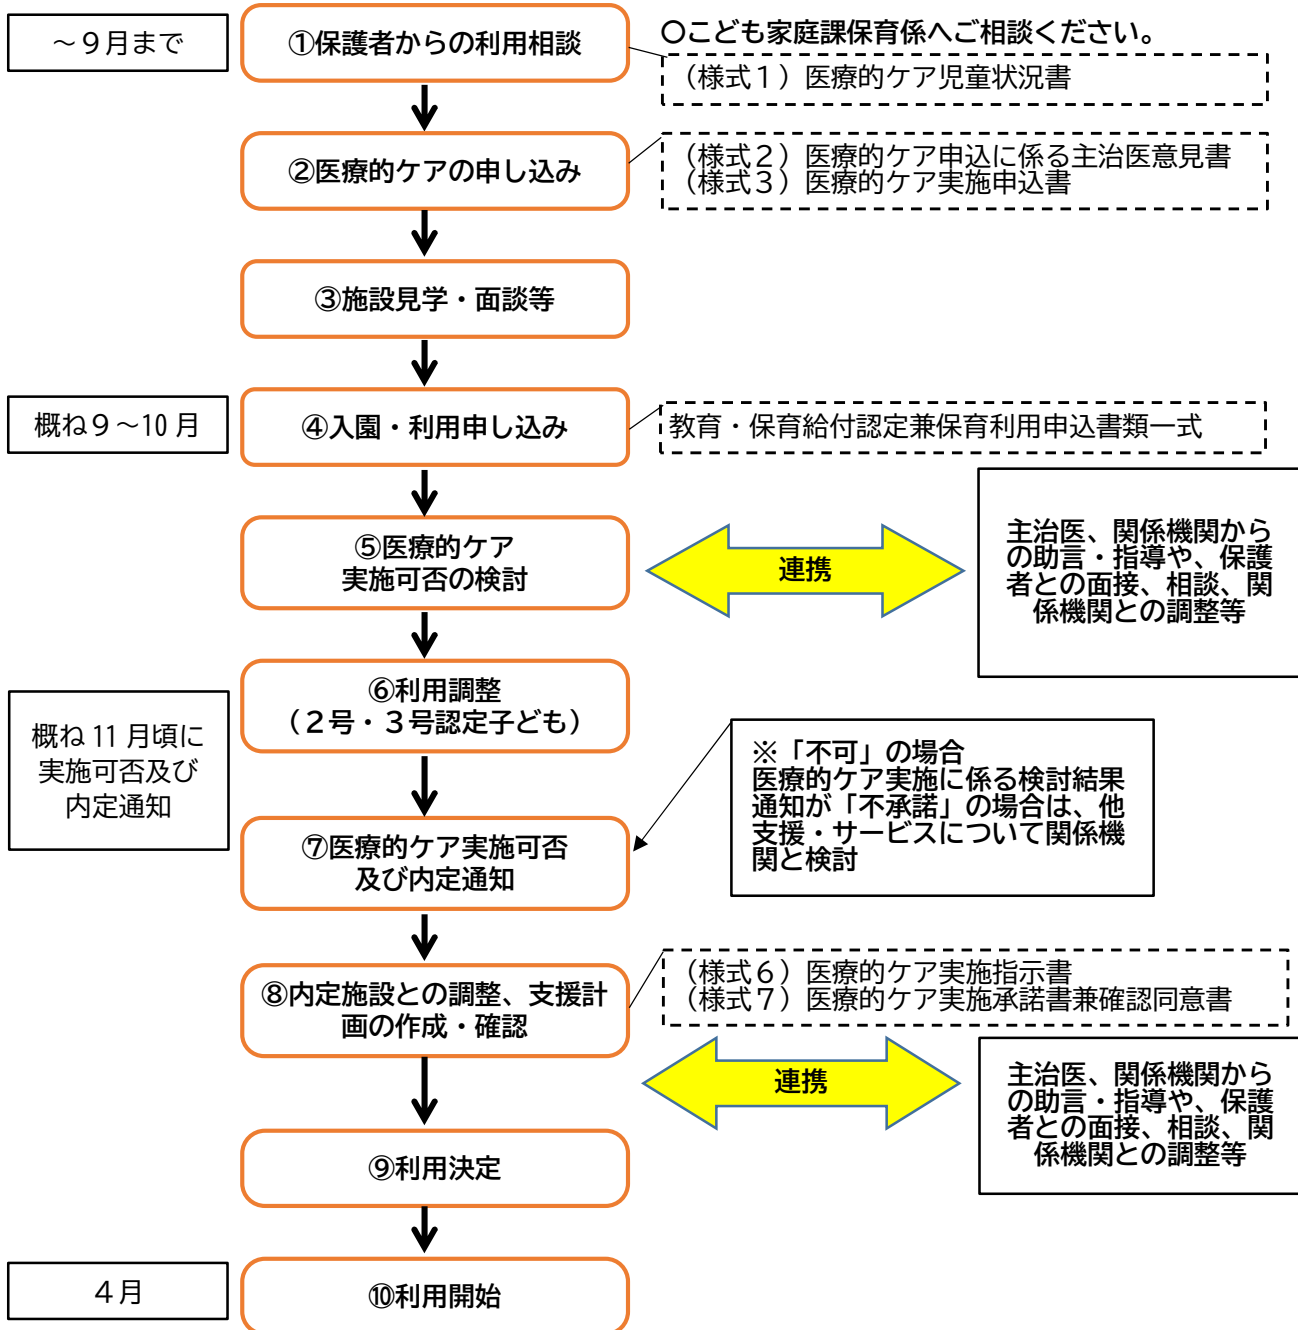 ～９月まで
①保護者からの利用相談
〇こども家庭課保育係へご相談ください。
（様式１）医療的ケア児童状況書
②医療的ケアの申し込み
（様式２）医療的ケア申込に係る主治医意見書
（様式３）医療的ケア実施申込書
③施設見学・面談等
概ね９～10 月
④入園・利用申し込み
教育・保育給付認定兼保育利用申込書類一式
⑤医療的ケア
実施可否の検討
連携
主治医、関係機関から
の助言・指導や、保護
者との面接、相談、関
係機関との調整等
⑥利用調整
（２号・３号認定子ども）
概ね 11 月頃に
実施可否及び
内定通知
※「不可」の場合
医療的ケア実施に係る検討結果
通知が「不承諾」の場合は、他
支援・サービスについて関係機
関と検討
⑦医療的ケア実施可否
及び内定通知
⑧内定施設との調整、支援計
画の作成・確認
（様式６）医療的ケア実施指示書
（様式７）医療的ケア実施承諾書兼確認同意書
連携
主治医、関係機関から
の助言・指導や、保護
者との面接、相談、関
係機関との調整等
⑨利用決定
４月
⑩利用開始